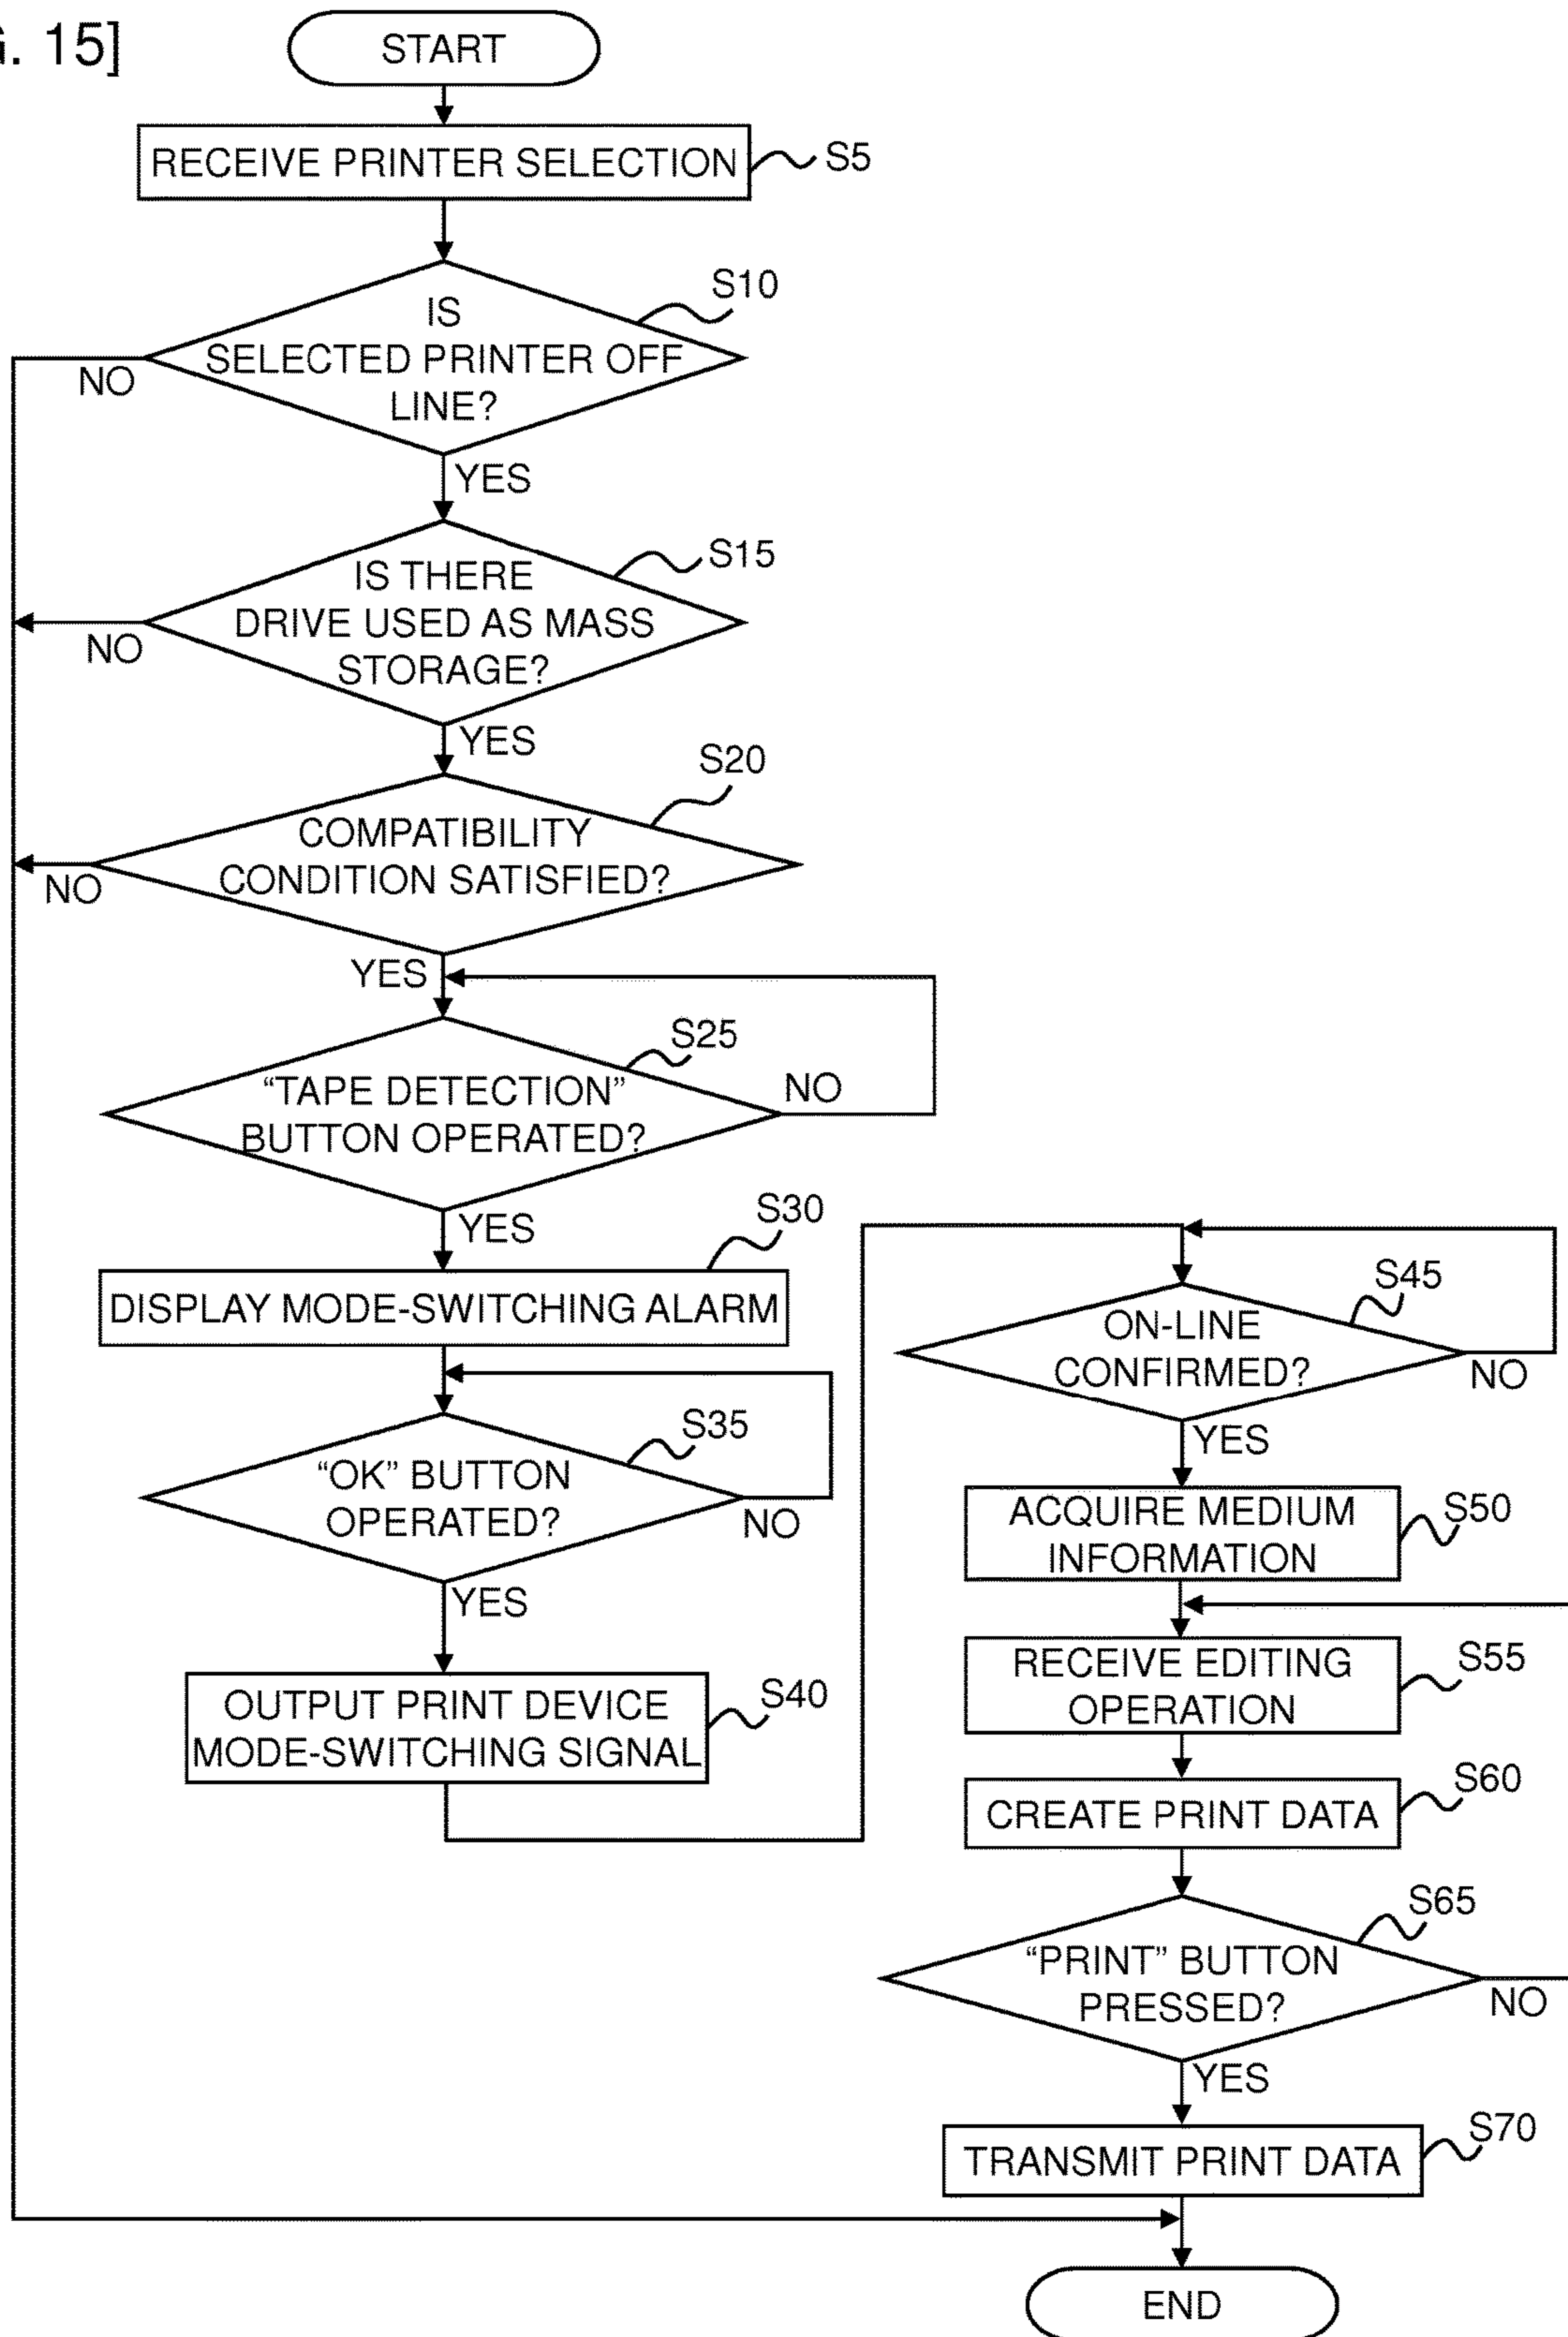 . 15]
START
RECEIVE PRINTER SELECTION
S5
S10
IS
SELECTED PRINTER OFF
LINE?
NO
YES
S15
IS THERE
DRIVE USED AS MASS
STORAGE?
NO
YES
S20
COMPATIBILITY
CONDITION SATISFIED?
NO
YES
S25
“TAPE DETECTION”
BUTTON OPERATED?
NO
YES
S30
DISPLAY MODE-SWITCHING ALARM
S35
“OK” BUTTON
OPERATED?
NO
YES
S40
OUTPUT PRINT DEVICE
MODE-SWITCHING SIGNAL
S45
ON-LINE
CONFIRMED?
NO
YES
S50
ACQUIRE MEDIUM
INFORMATION
S55
RECEIVE EDITING
OPERATION
S60
CREATE PRINT DATA
S65
“PRINT” BUTTON
PRESSED?
NO
YES
S70
TRANSMIT PRINT DATA
END